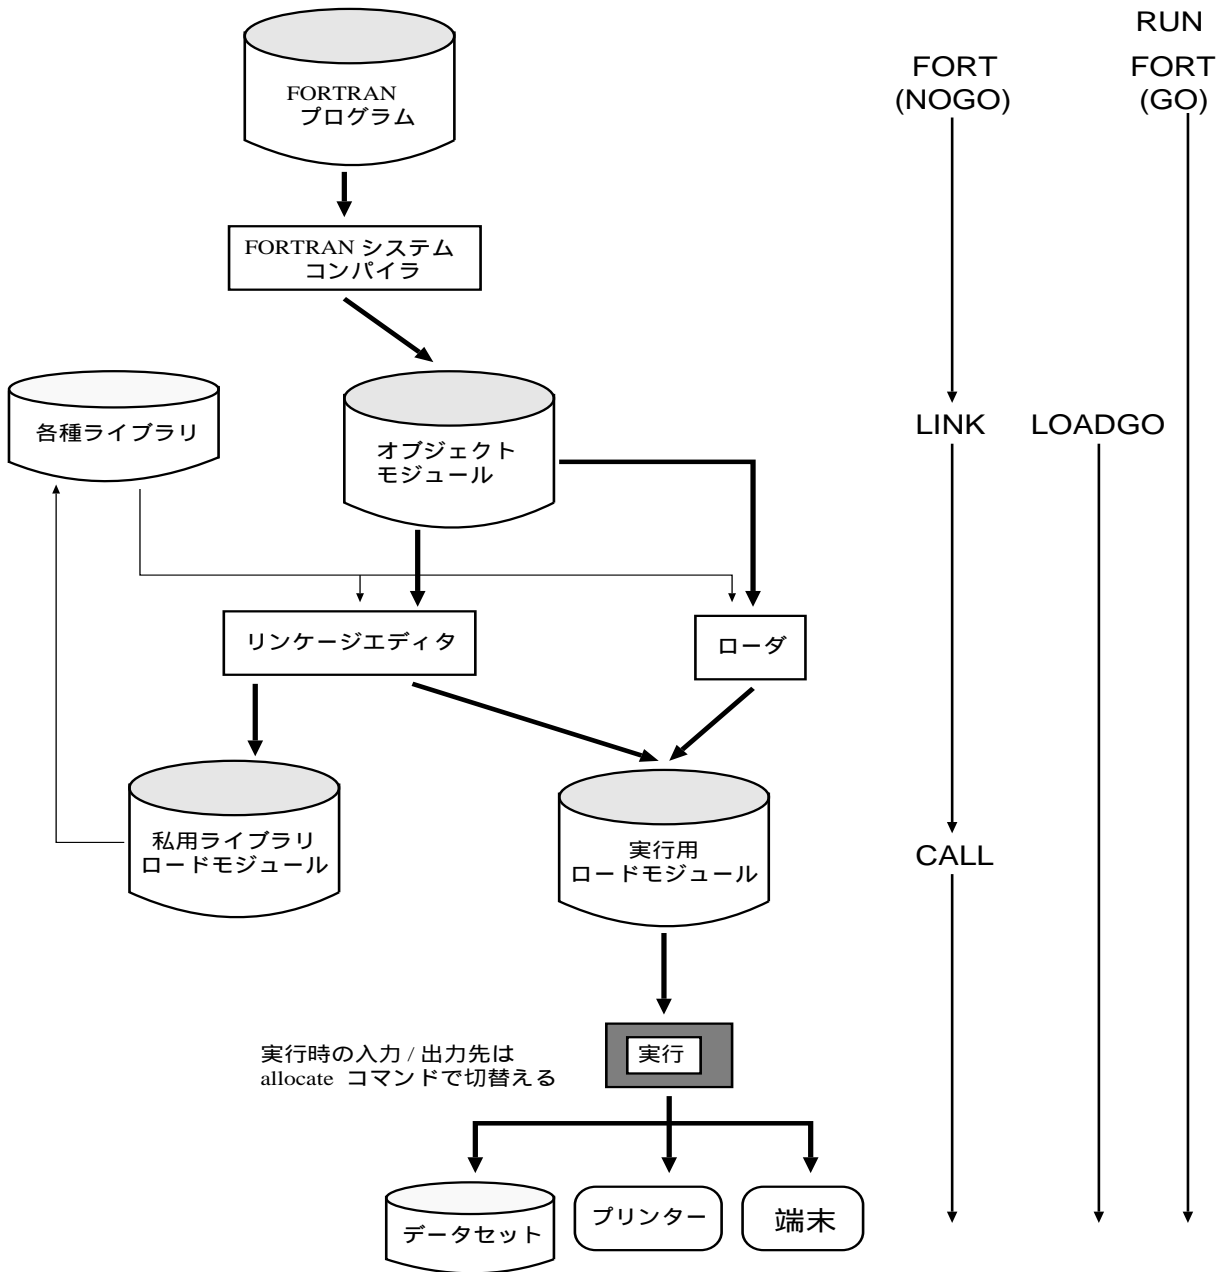 RUN
FORT
(NOGO)
FORT
(GO)
FORTRAN
プログラム
FORTRAN システム
コンパイラ
各種ライブラリ
オブジェクト
モジュール
LINK
LOADGO
リンケージエディタ
ローダ
私用ライブラリ
ロードモジュール
実行用
ロードモジュール
CALL
実行時の入力 / 出力先は
allocate コマンドで切替える
実行
データセット
プリンター
端末